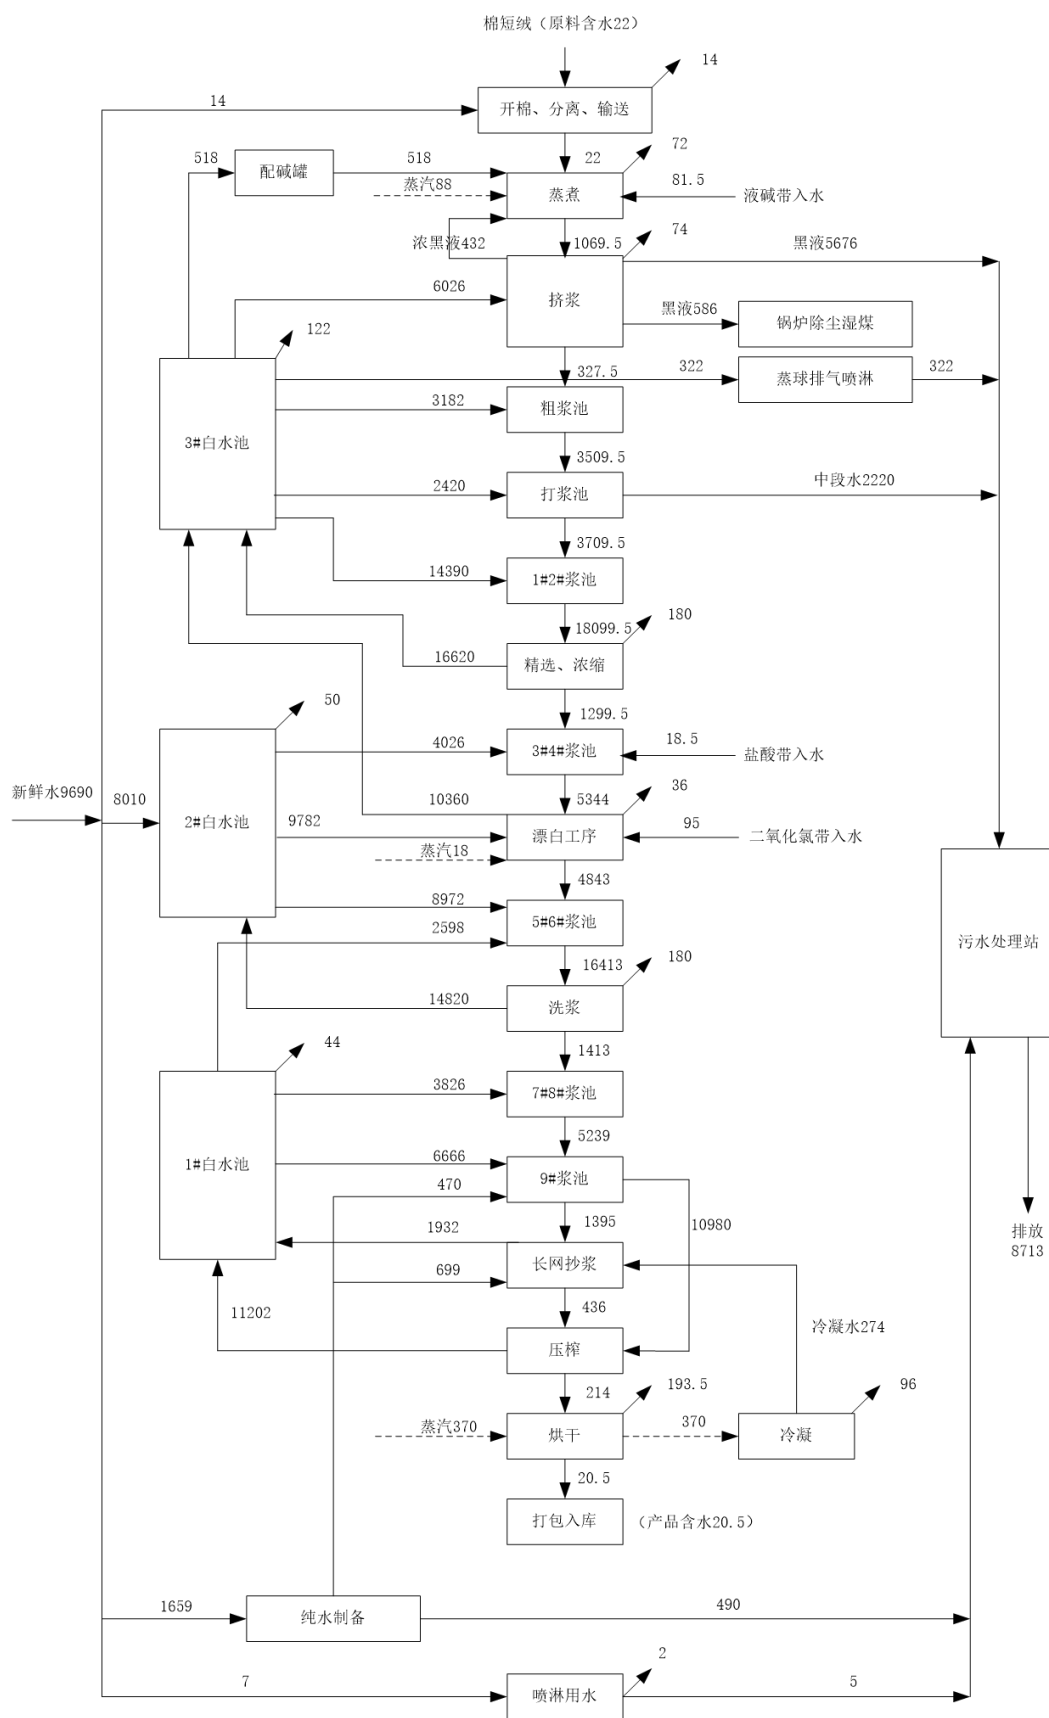 棉短绒（原料含水22）
14
14
开棉、分离、输送
518
配碱罐
518
22
72
蒸汽88
蒸煮
81.5
液碱带入水
浓黑液432
1069.5
74
黑液5676
6026
挤浆
黑液586
锅炉除尘湿煤
122
327.5
322
蒸球排气喷淋
322
3182
粗浆池
3#白水池
3509.5
2420
打浆池
中段水2220
3709.5
14390
1#2#浆池
18099.5
180
16620
精选、浓缩
50
1299.5
4026
3#4#浆池
18.5
盐酸带入水
新鲜水9690
8010
2#白水池
10360
5344
36
9782
漂白工序
95
二氧化氯带入水
蒸汽18
4843
8972
5#6#浆池
2598
污水处理站
16413
180
14820
洗浆
44
1413
3826
7#8#浆池
5239
1#白水池
6666
9#浆池
470
10980
1932
1395
排放
8713
长网抄浆
699
11202
436
冷凝水274
压榨
214
193.5
96
蒸汽370
烘干
370
冷凝
20.5
打包入库
（产品含水20.5）
1659
纯水制备
490
7
喷淋用水
2
5